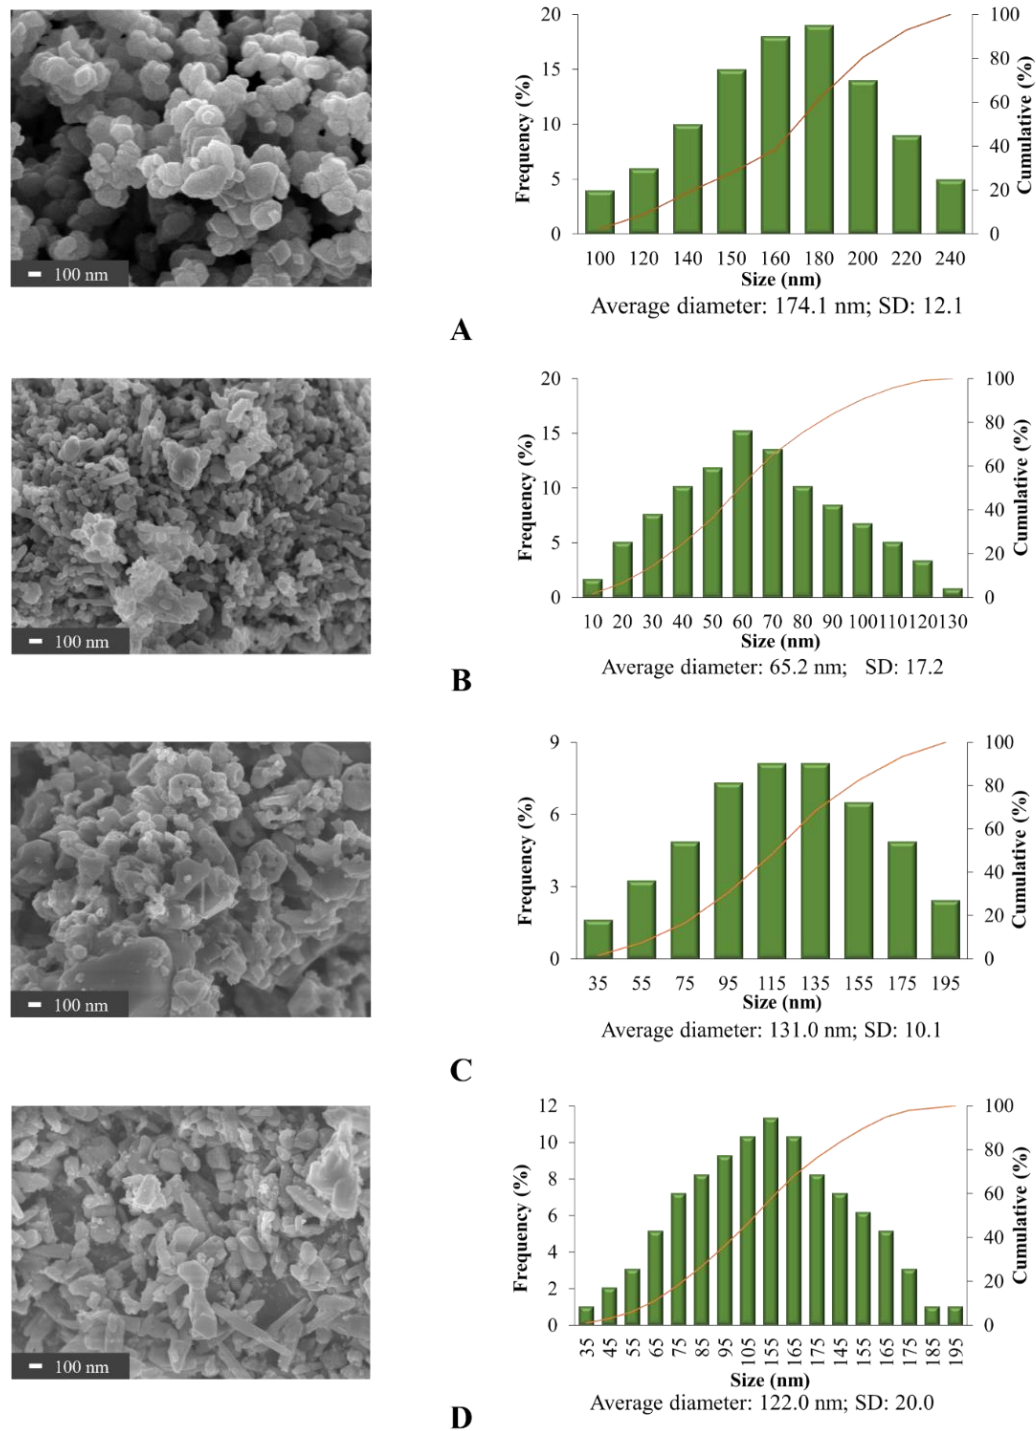 100 nm
Frequency (%)
20
15
10
5
0
100
80
60
40
20
0
Cumulative (%)
100 120 140 150 160 180 200 220 240
Size (nm)
Average diameter: 174.1 nm; SD: 12.1
A
100 nm
Frequency (%)
20
15
10
5
0
100
80
60
40
20
0
Cumulative (%)
10 20 30 40 50 60 70 80 90 100 110 120 130
Size (nm)
Average diameter: 65.2 nm; SD: 17.2
B
100 nm
Frequency (%)
9
6
3
0
100
80
60
40
20
0
Cumulative (%)
35 55 75 95 115 135 155 175 195
Size (nm)
Average diameter: 131.0 nm; SD: 10.1
C
100 nm
Frequency (%)
12
10
8
6
4
2
0
100
80
60
40
20
0
Cumulative (%)
35 45 55 65 75 85 95 105 155 165 175 145 155 165 175 185 195
Size (nm)
Average diameter: 122.0 nm; SD: 20.0
D